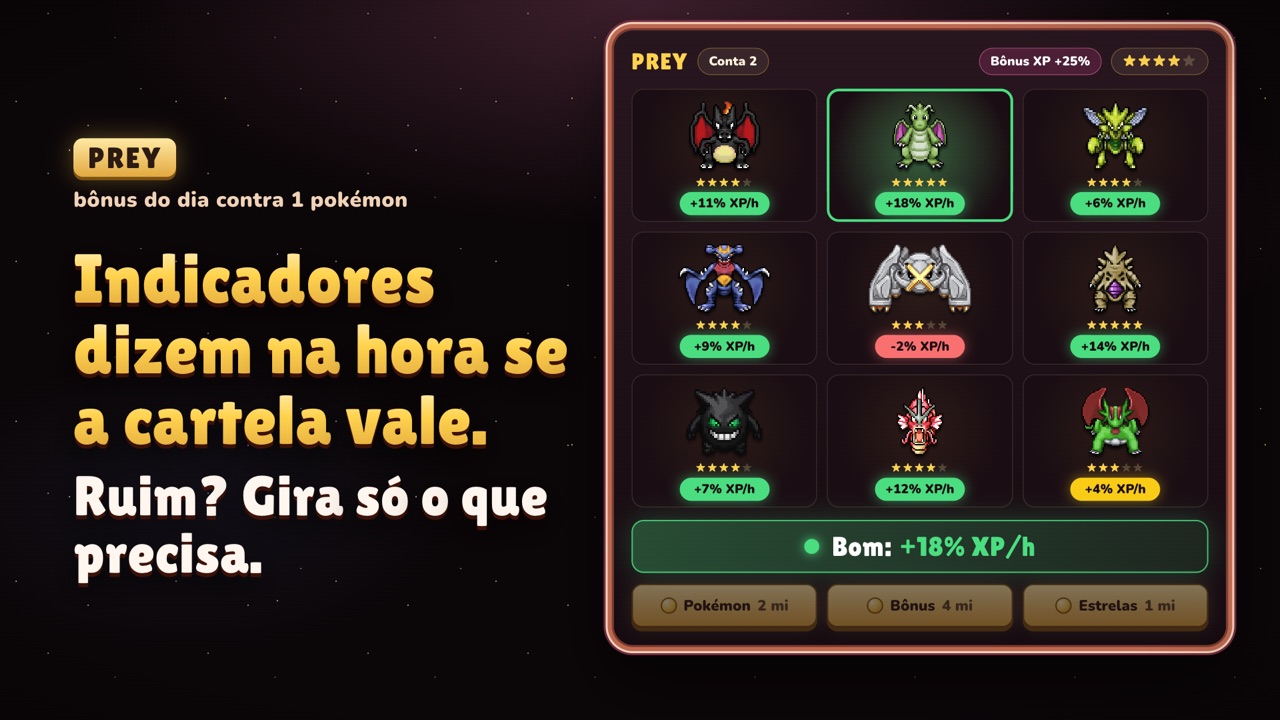 PREY
bônus do dia contra 1 pokémon
Indicadores
dizem na hora se
a cartela vale.
Ruim? Gira só o que
precisa.
PREY Conta 2 Bônus XP +25%
+11% XP/h +18% XP/h +6% XP/h
+9% XP/h -2% XP/h +14% XP/h
+7% XP/h +12% XP/h +4% XP/h
Bom: +18% XP/h
Pokémon 2 mi Bônus 4 mi Estrelas 1 mi